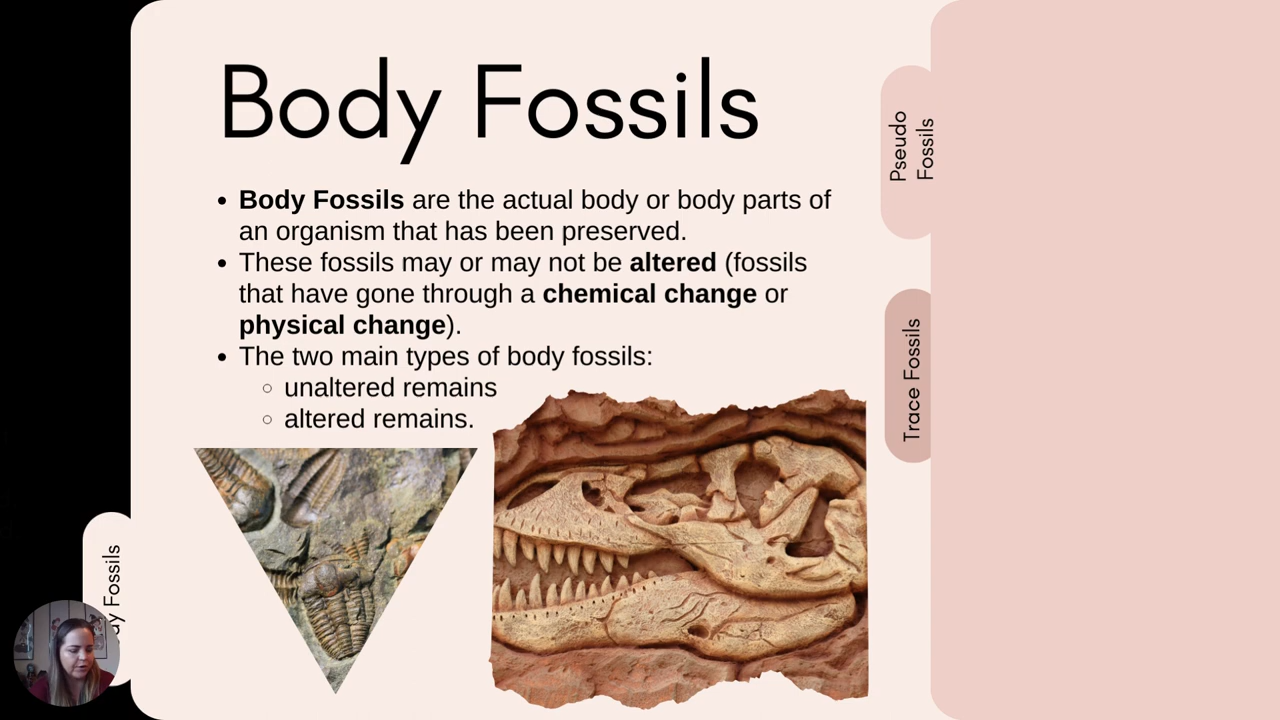 Body Fossils
Body Fossils are the actual body or body parts of
an organism that has been preserved.
These fossils may or may not be altered (fossils
that have gone through a chemical change or
physical change).
The two main types of body fossils:
unaltered remains
altered remains.
Pseudo
Fossils
Trace Fossils
Fossils